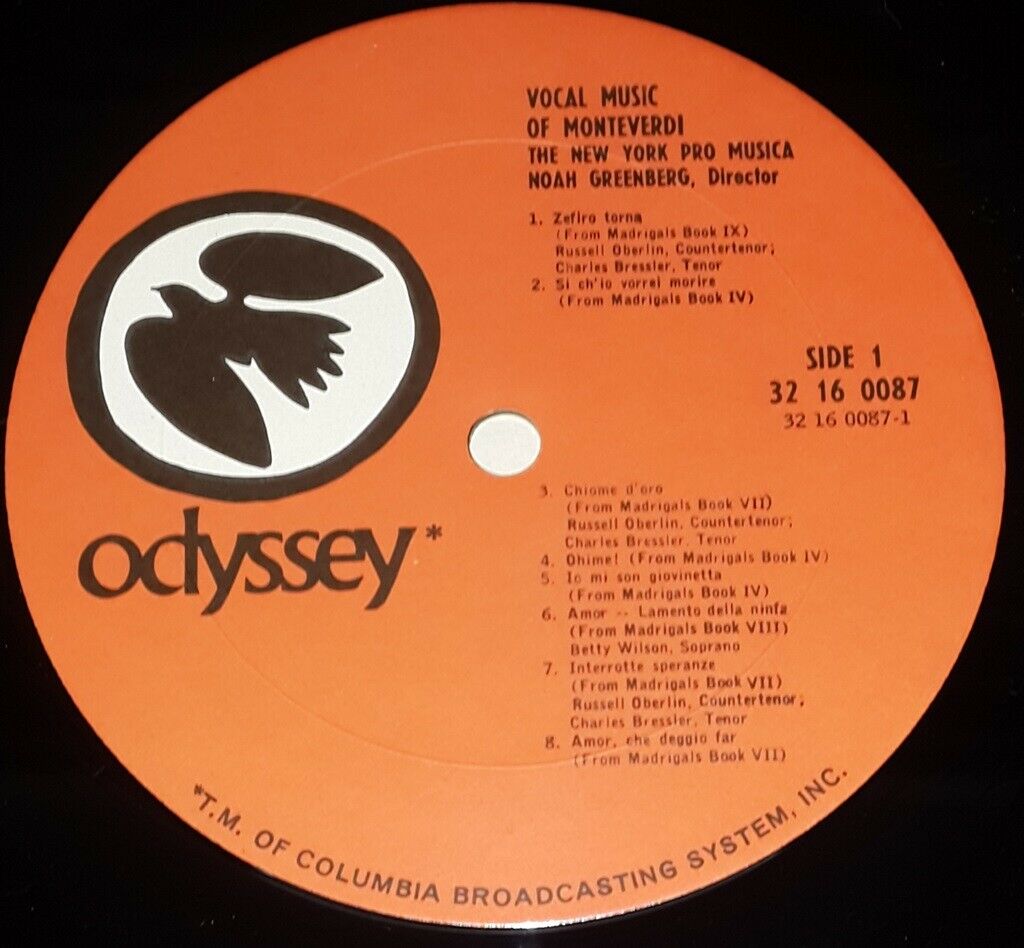 VOCAL MUSIC
OF MONTEVERDI
THE NEW YORK PRO MUSICA
NOAH GREENBERG, Director
1. Zefiro torna
(From Madrigals Book IX)
Russell Oberlin, Countertenor;
Charles Bressler, Tenor
2. Si ch'io vorrei morire
(From Madrigals Book IV)
SIDE 1
32 16 0087
32 16 0087-1
3. Chiome d'oro
(From Madrigals Book VII)
Russell Oberlin, Countertenor;
Charles Bressler, Tenor
4. Ohime! (From Madrigals Book IV)
5. Io mi son giovinetta
(From Madrigals Book IV)
6. Amor -- Lamento della ninfa
(From Madrigals Book VIII)
Betty Wilson, Soprano
7. Interrotte speranze
(From Madrigals Book VII)
Russell Oberlin, Countertenor;
Charles Bressler, Tenor
8. Amor, che deggio far
(From Madrigals Book VII)
odyssey*
*T.M. OF COLUMBIA BROADCASTING SYSTEM, INC.